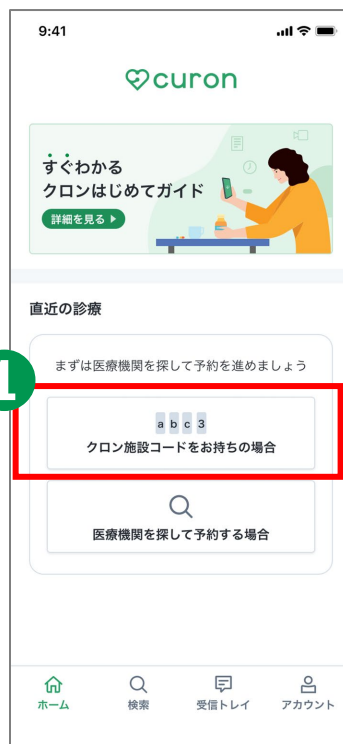 9:41
curon
すぐわかる
クロンはじめてガイド
詳細を見る
直近の診療
1
まずは医療機関を探して予約を進めましょう
a b c 3
クロン施設コードをお持ちの場合
医療機関を探して予約する場合
ホーム 検索 受信トレイ アカウント